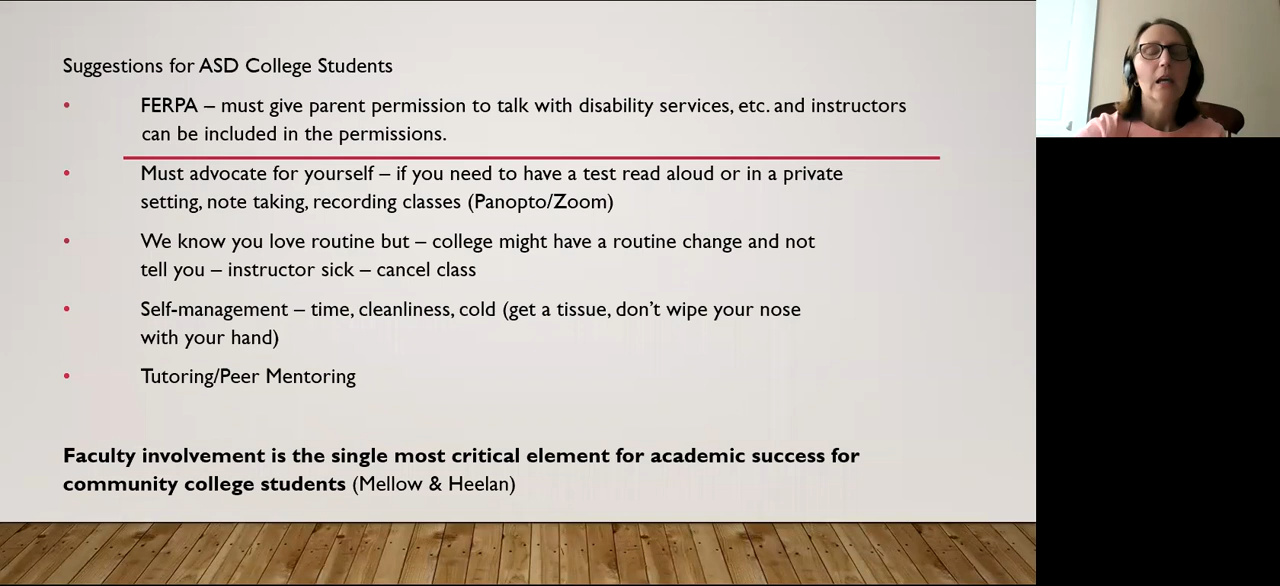 Suggestions for ASD College Students
• FERPA – must give parent permission to talk with disability services, etc. and instructors
can be included in the permissions.
• Must advocate for yourself – if you need to have a test read aloud or in a private
setting, note taking, recording classes (Panopto/Zoom)
• We know you love routine but – college might have a routine change and not
tell you – instructor sick – cancel class
• Self-management – time, cleanliness, cold (get a tissue, don’t wipe your nose
with your hand)
• Tutoring/Peer Mentoring
Faculty involvement is the single most critical element for academic success for
community college students (Mellow & Heelan)